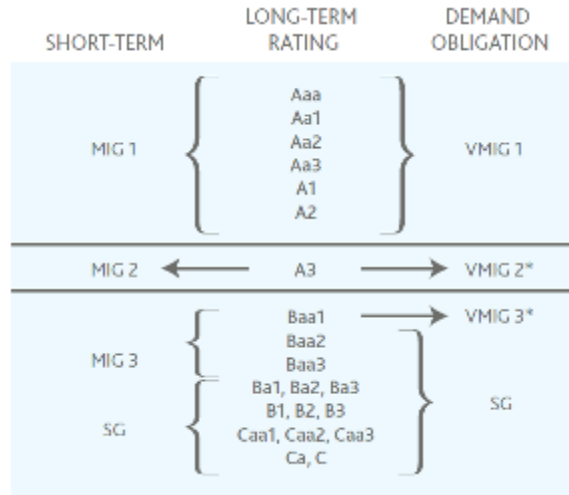 SHORT-TERM
LONG-TERM
RATING
DEMAND
OBLIGATION
Aaa
Aa1
Aa2
MIG 1
VMIG 1
Aa3
A1
A2
MIG 2
A3
VMIG 2*
Baa1
VMIG 3*
Baa2
MIG 3
Baa3
Ba1, Ba2, Ba3
B1, B2, B3
SG
SG
Caa1, Caa2, Caa3
Ca, C